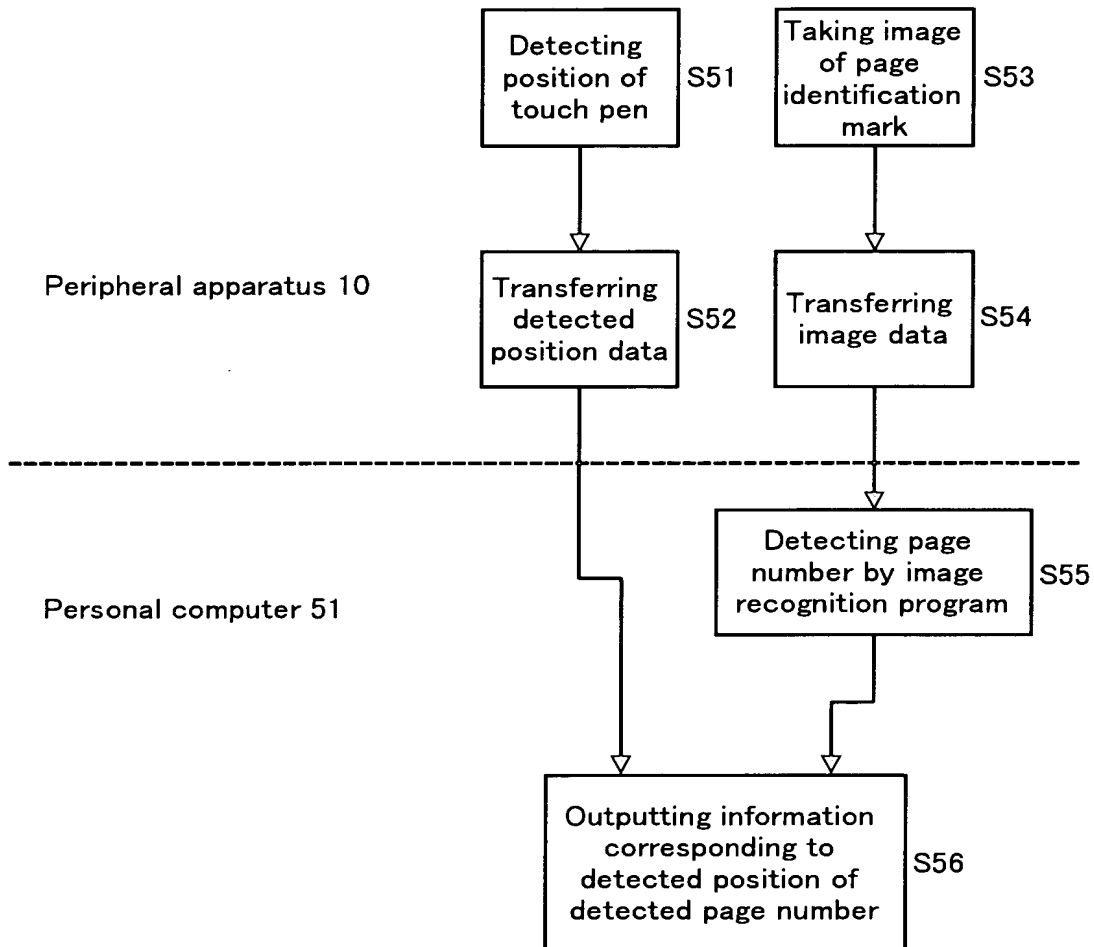 Detecting
position of
touch pen
S51
Taking image
of page
identification
mark
S53
Peripheral apparatus 10
Transferring
detected
position data
S52
Transferring
image data
S54
Personal computer 51
Detecting page
number by image
recognition program
S55
Outputting information
corresponding to
detected position of
detected page number
S56